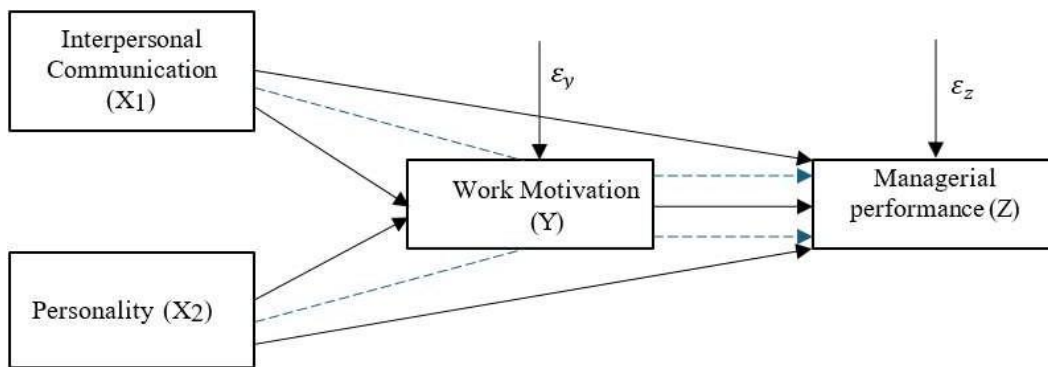 Interpersonal
Communication
(X1)
εy
εz
Work Motivation
(Y)
Managerial
performance (Z)
Personality (X2)